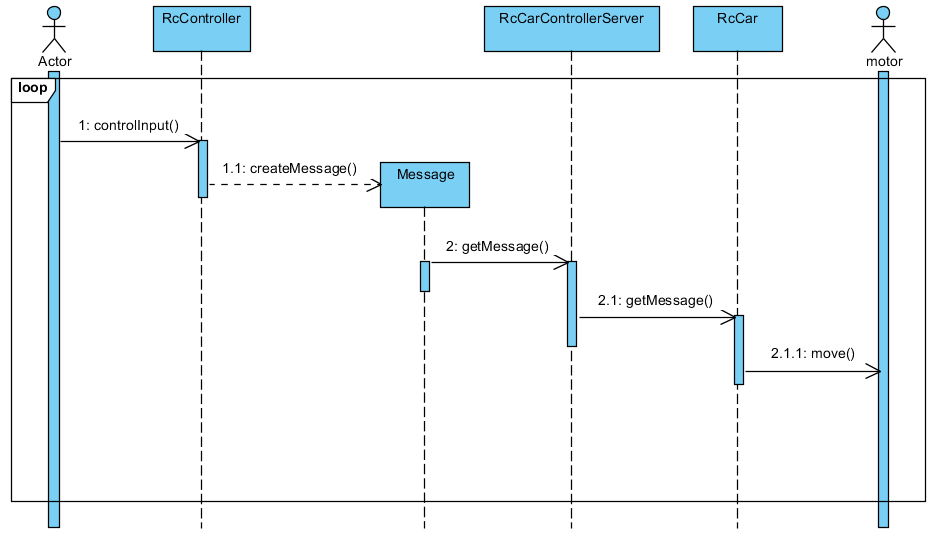 RcController
RcCarControllerServer
RcCar
Actor
motor
loop
1: controlInput()
1.1: createMessage()
Message
2: getMessage()
2.1: getMessage()
2.1.1: move()